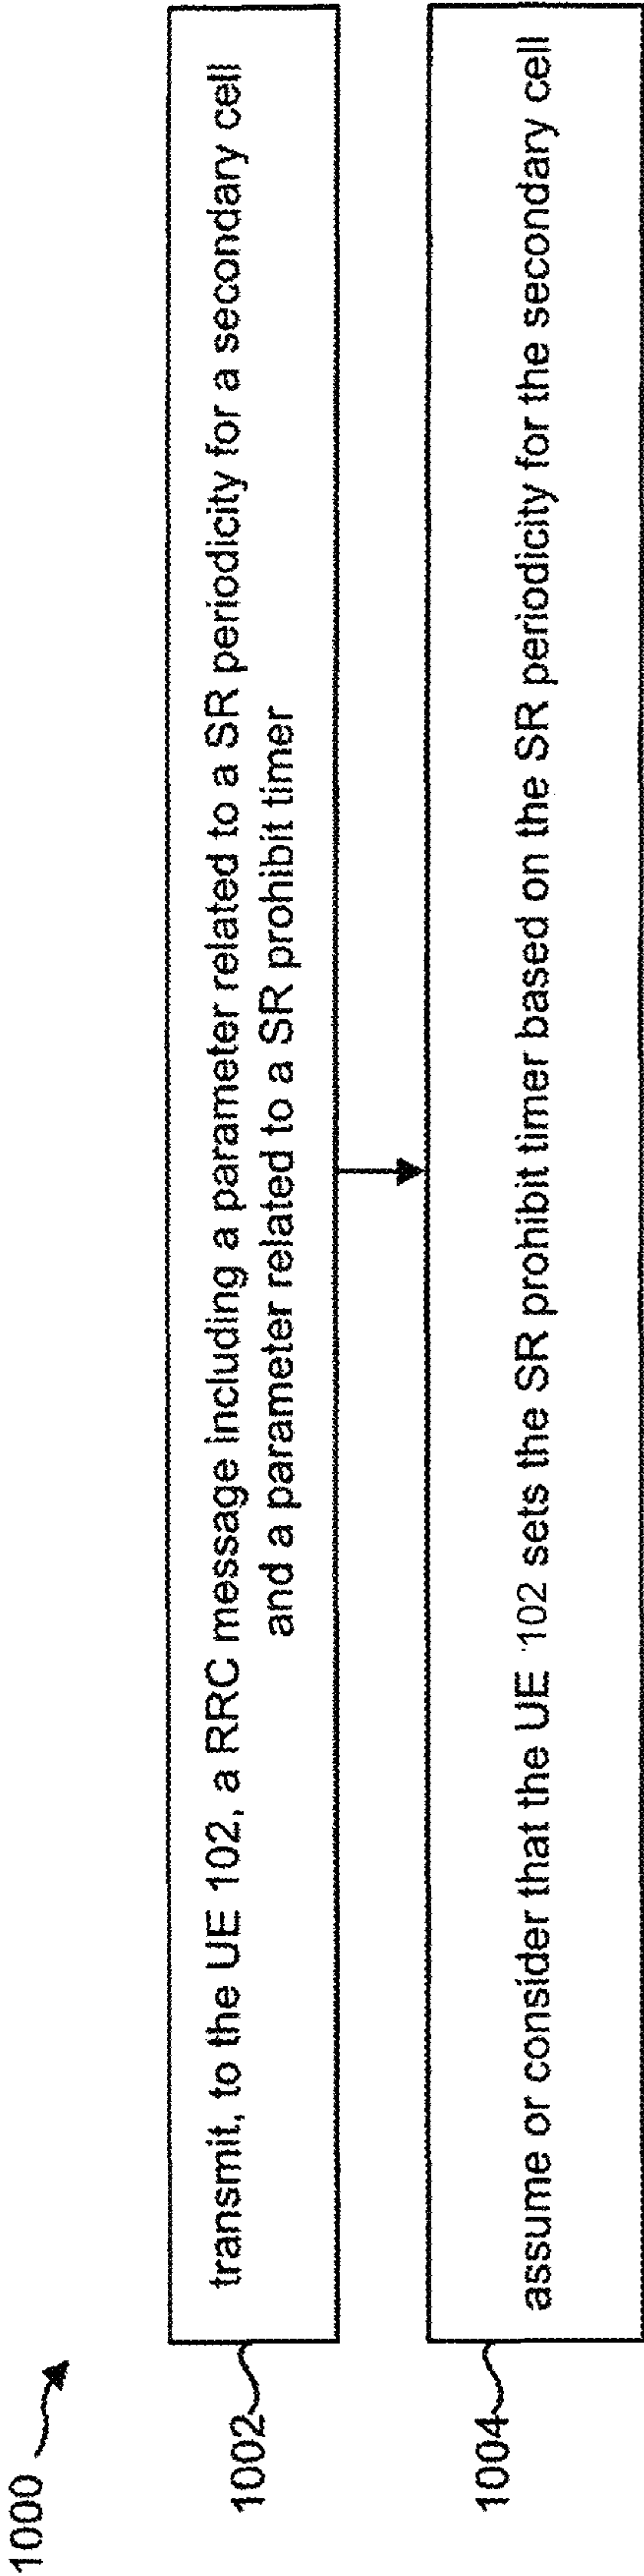 1000
1002
transmit, to the UE 102, a RRC message including a parameter related to a SR periodicity for a secondary cell
and a parameter related to a SR prohibit timer
1004
assume or consider that the UE 102 sets the SR prohibit timer based on the SR periodicity for the secondary cell